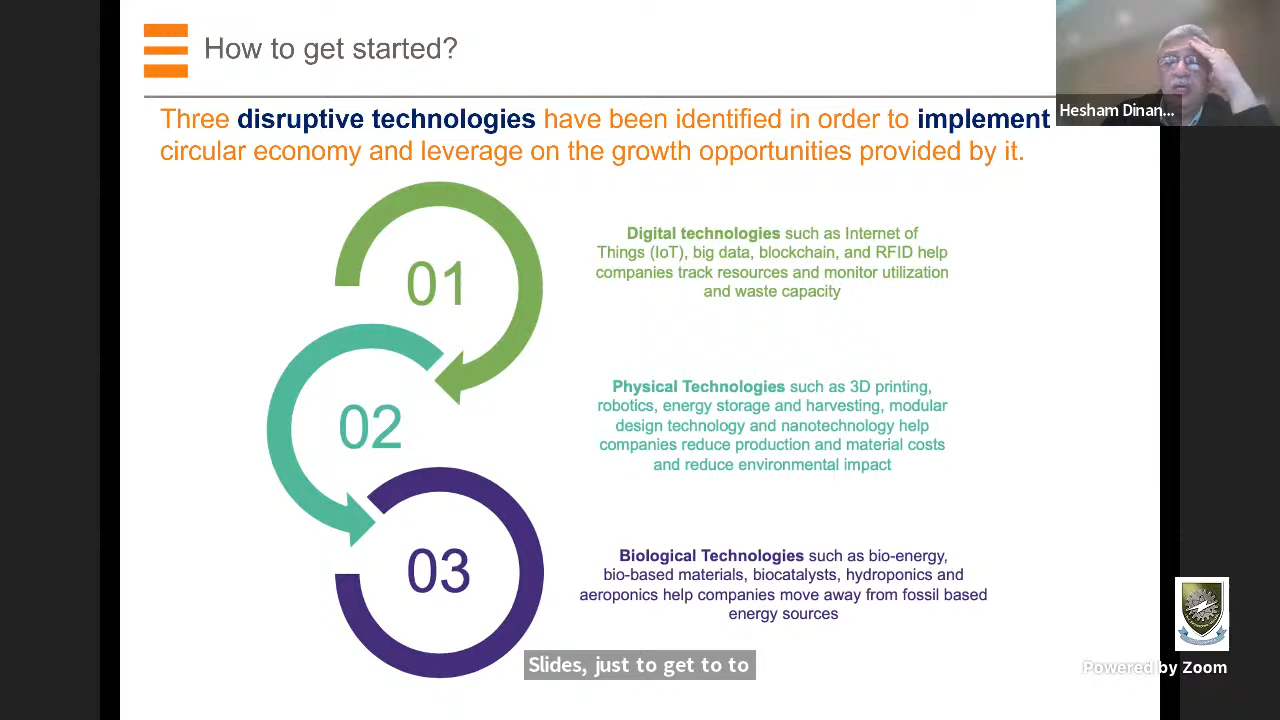 How to get started?
Hesham Dinan...
Three disruptive technologies have been identified in order to implement
circular economy and leverage on the growth opportunities provided by it.
01
Digital technologies such as Internet of
Things (IoT), big data, blockchain, and RFID help
companies track resources and monitor utilization
and waste capacity
02
Physical Technologies such as 3D printing,
robotics, energy storage and harvesting, modular
design technology and nanotechnology help
companies reduce production and material costs
and reduce environmental impact
03
Biological Technologies such as bio-energy,
bio-based materials, biocatalysts, hydroponics and
aeroponics help companies move away from fossil based
energy sources
Slides, just to get to to
Powered by Zoom